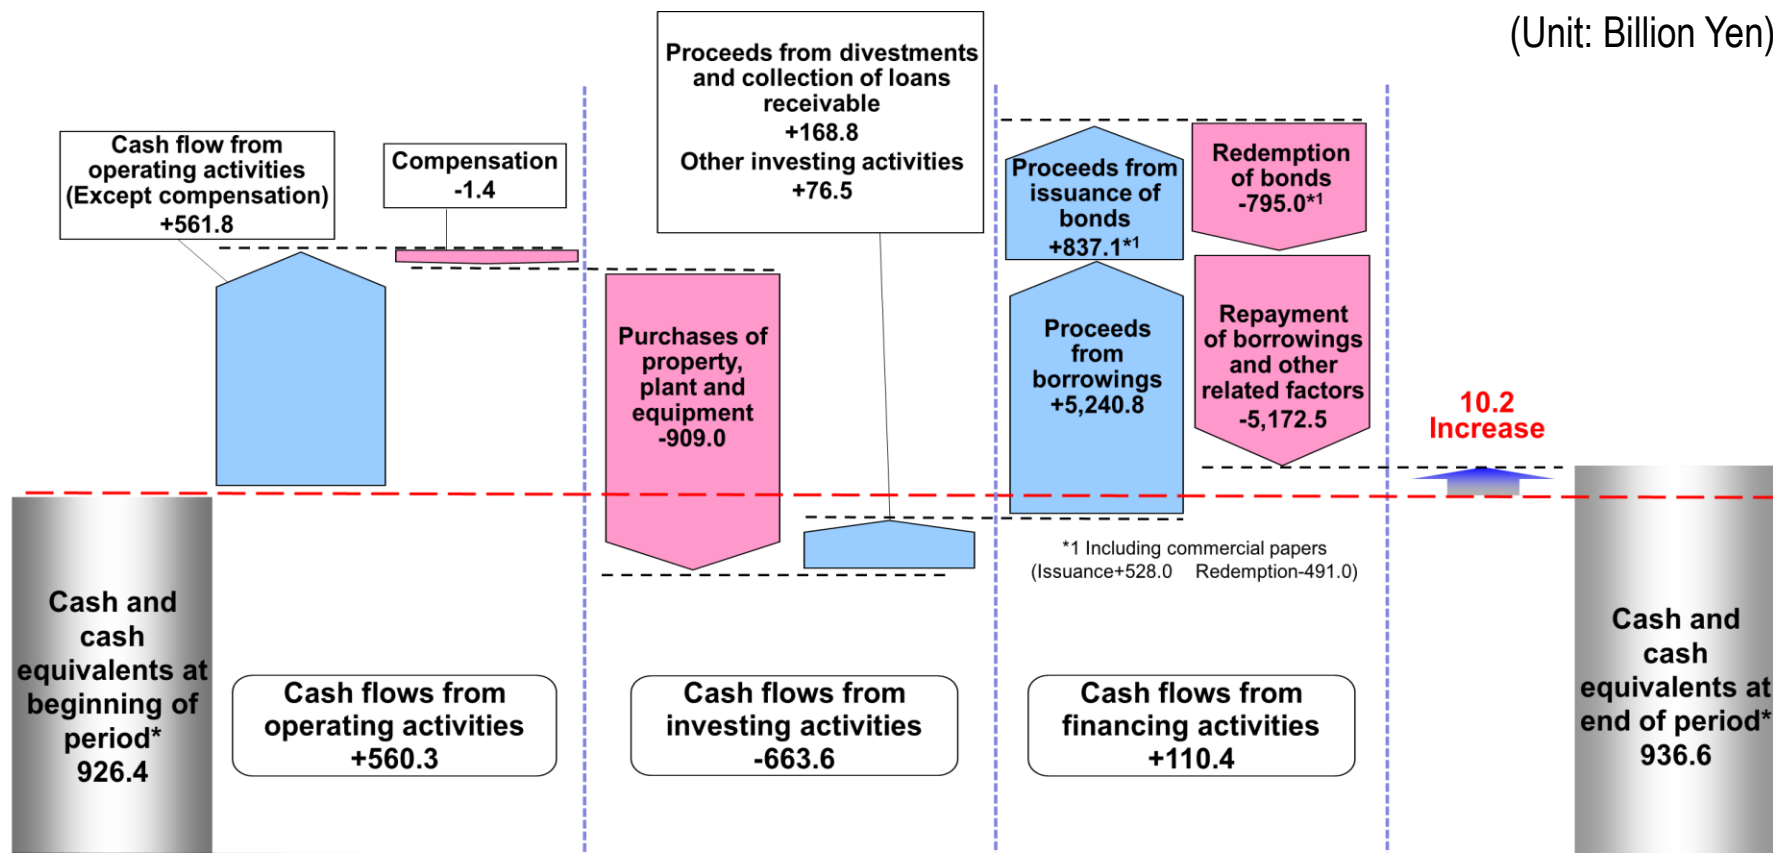 (Unit: Billion Yen)
Cash flow from
operating activities
(Except compensation)
+561.8
Compensation
-1.4
Proceeds from divestments
and collection of loans
receivable
+168.8
Other investing activities
+76.5
Purchases of
property,
plant and
equipment
-909.0
Proceeds from
issuance of
bonds
+837.1*1
Redemption
of bonds
-795.0*1
Proceeds
from
borrowings
+5,240.8
Repayment
of borrowings
and other
related factors
-5,172.5
*1 Including commercial papers
(Issuance+528.0 Redemption-491.0)
10.2
Increase
Cash and
cash
equivalents at
beginning of
period*
926.4
Cash flows from
operating activities
+560.3
Cash flows from
investing activities
-663.6
Cash flows from
financing activities
+110.4
Cash and
cash
equivalents at
end of period*
936.6